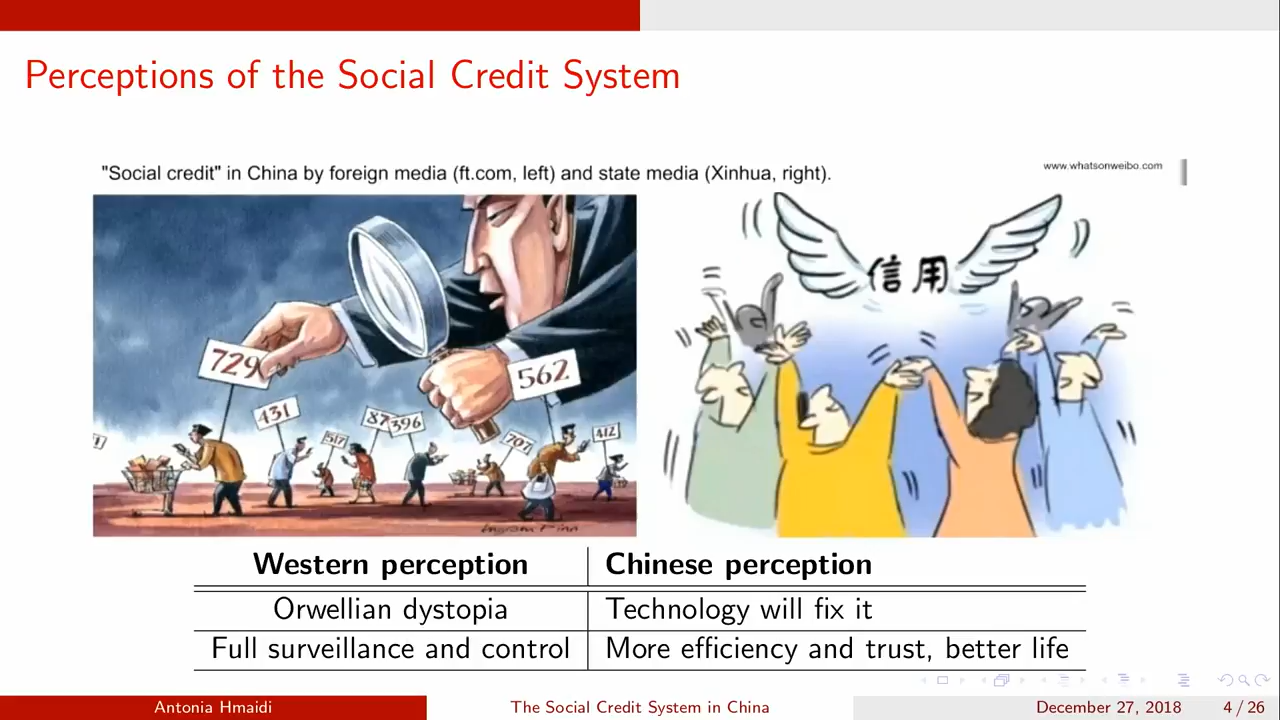 Perceptions of the Social Credit System
"Social credit" in China by foreign media (ft.com, left) and state media (Xinhua, right).
www.whatsonweibo.com
729
431
517
87
396
562
707
412
信用
Western perception Chinese perception
Orwellian dystopia Technology will fix it
Full surveillance and control More efficiency and trust, better life
Antonia Hmaidi The Social Credit System in China December 27, 2018 4 / 26